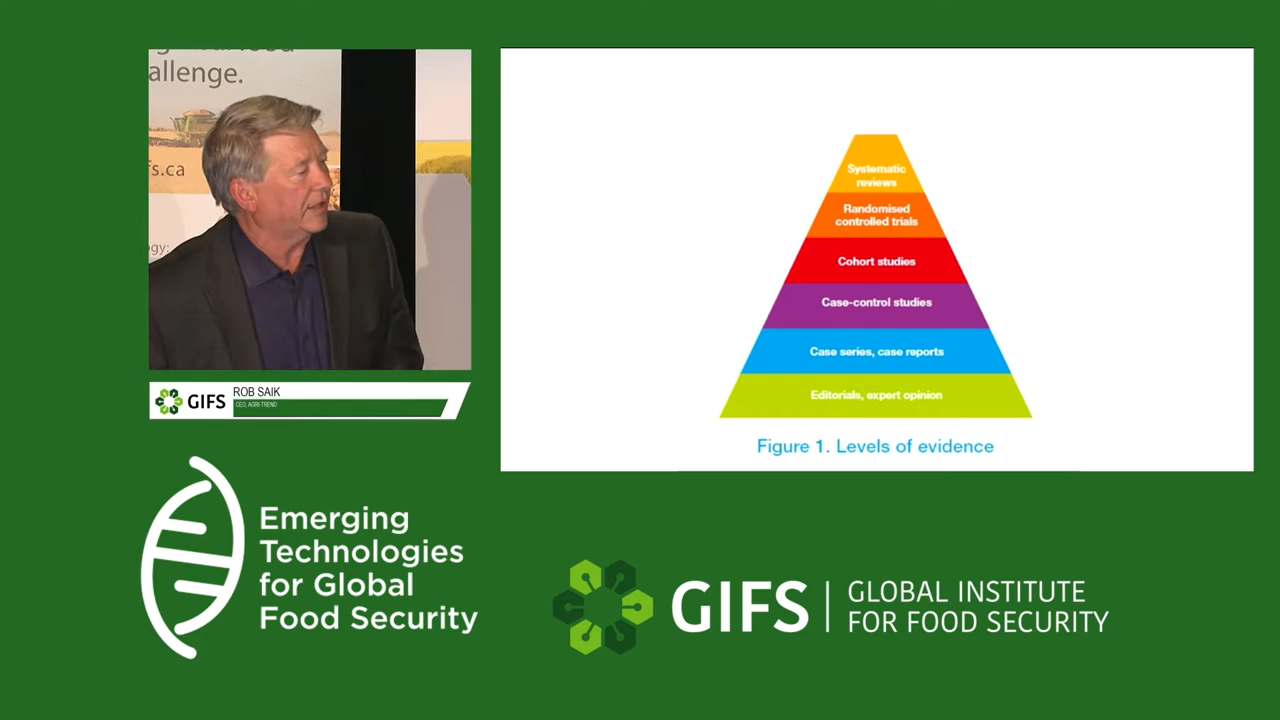 allenge.
fs.ca
ogy:
GIFS
ROB SAIK
CEO, AGRI-TREND
Systematic
reviews
Randomised
controlled trials
Cohort studies
Case-control studies
Case series, case reports
Editorials, expert opinion
Figure 1. Levels of evidence
Emerging
Technologies
for Global
Food Security
GIFS
GLOBAL INSTITUTE
FOR FOOD SECURITY